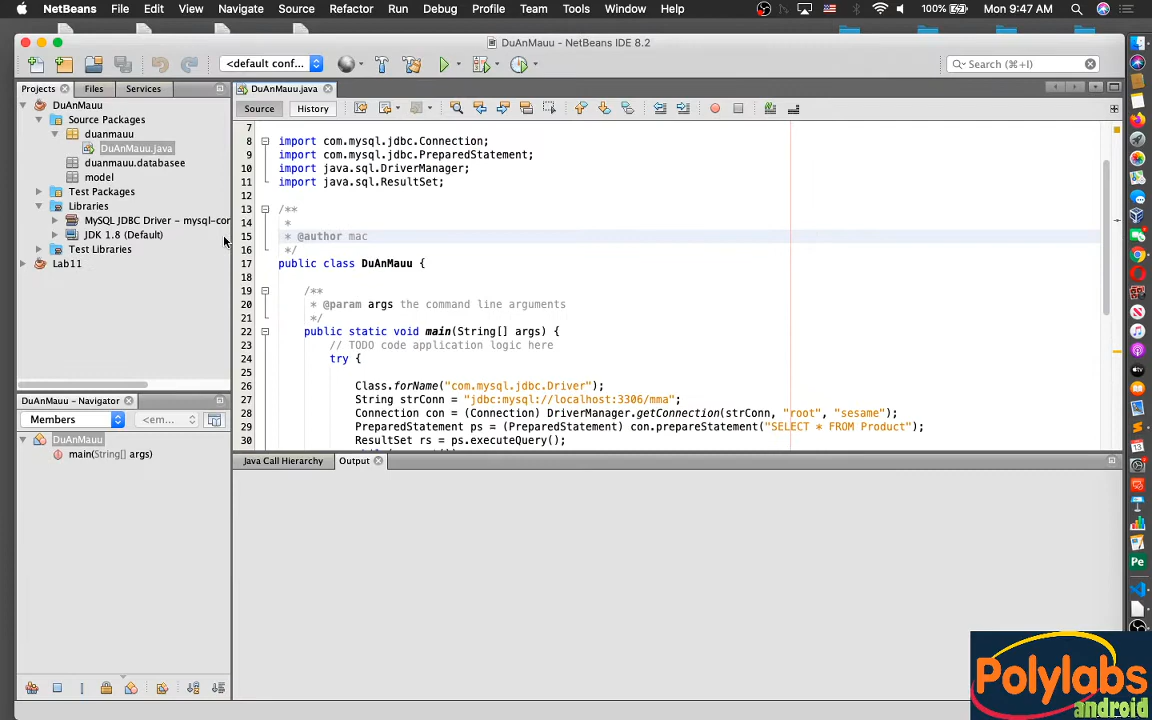 NetBeans File Edit View Navigate Source Refactor Run Debug Profile Team Tools Window Help 100% Mon 9:47 AM
DuAnMauu - NetBeans IDE 8.2
<default conf... Search (⌘+I)
Projects Files Services DuAnMauu.java
Source History
DuAnMauu
Source Packages
duanmauu
DuAnMauu.java
duanmauu.databasee
model
Test Packages
Libraries
MySQL JDBC Driver - mysql-con
JDK 1.8 (Default)
Test Libraries
Lab11
7
8 import com.mysql.jdbc.Connection;
9 import com.mysql.jdbc.PreparedStatement;
10 import java.sql.DriverManager;
11 import java.sql.ResultSet;
12
13 /**
14 *
15 * @author mac
16 */
17 public class DuAnMauu {
18
19 /**
20 * @param args the command line arguments
21 */
22 public static void main(String[] args) {
23 // TODO code application logic here
24 try {
25
26 Class.forName("com.mysql.jdbc.Driver");
27 String strConn = "jdbc:mysql://localhost:3306/mma";
28 Connection con = (Connection) DriverManager.getConnection(strConn, "root", "sesame");
29 PreparedStatement ps = (PreparedStatement) con.prepareStatement("SELECT * FROM Product");
30 ResultSet rs = ps.executeQuery();
DuAnMauu - Navigator
Members <em...
DuAnMauu
main(String[] args)
Java Call Hierarchy Output
Polylabs
android